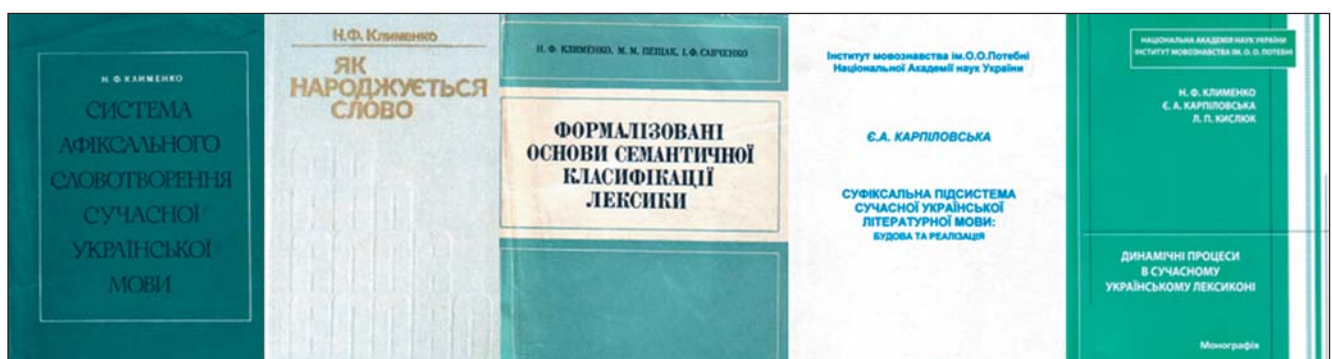 Н. Ф. КЛИМЕНКО
СИСТЕМА
АФІКСАЛЬНОГО
СЛОВОТВОРЕННЯ
СУЧАСНОЇ
УКРАЇНСЬКОЇ
МОВИ
Н.Ф. Клименко
ЯК
НАРОДЖУЄТЬСЯ
СЛОВО
Н. Ф. КЛИМЕНКО, М. М. ПЕЩАК, І. Ф. САВЧЕНКО
ФОРМАЛІЗОВАНІ
ОСНОВИ СЕМАНТИЧНОЇ
КЛАСИФІКАЦІЇ
ЛЕКСИКИ
Інститут мовознавства ім.О.О.Потебні
Національної Академії наук України
Є.А. КАРПІЛОВСЬКА
СУФІКСАЛЬНА ПІДСИСТЕМА
СУЧАСНОЇ УКРАЇНСЬКОЇ
ЛІТЕРАТУРНОЇ МОВИ:
БУДОВА ТА РЕАЛІЗАЦІЯ
НАЦІОНАЛЬНА АКАДЕМІЯ НАУК УКРАЇНИ
ІНСТИТУТ МОВОЗНАВСТВА ІМ. О. О. ПОТЕБНІ
Н. Ф. КЛИМЕНКО
Є. А. КАРПІЛОВСЬКА
Л. П. КИСЛЮК
ДИНАМІЧНІ ПРОЦЕСИ
В СУЧАСНОМУ
УКРАЇНСЬКОМУ ЛЕКСИКОНІ
Монографія